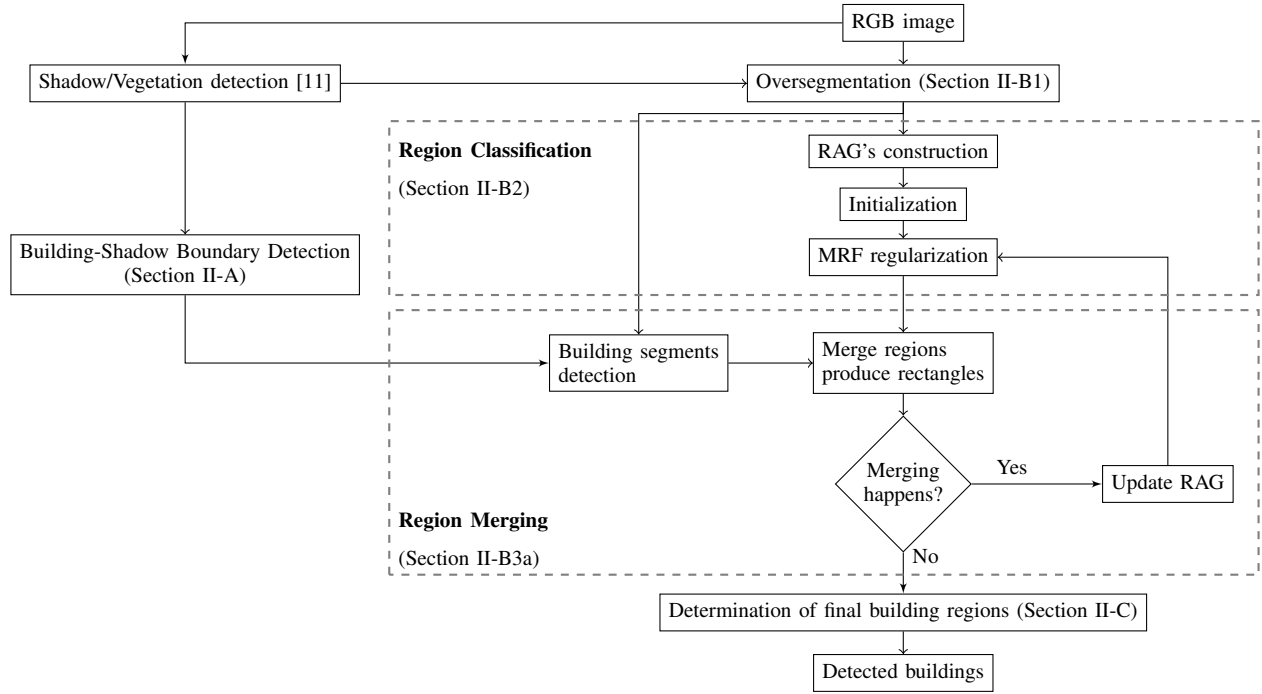 RGB image
Shadow/Vegetation detection [11]
Oversegmentation (Section II-B1)
Region Classification
(Section II-B2)
RAG's construction
Initialization
MRF regularization
Building-Shadow Boundary Detection
(Section II-A)
Building segments
detection
Merge regions
produce rectangles
Merging
happens?
Yes
Update RAG
Region Merging
(Section II-B3a)
No
Determination of final building regions (Section II-C)
Detected buildings